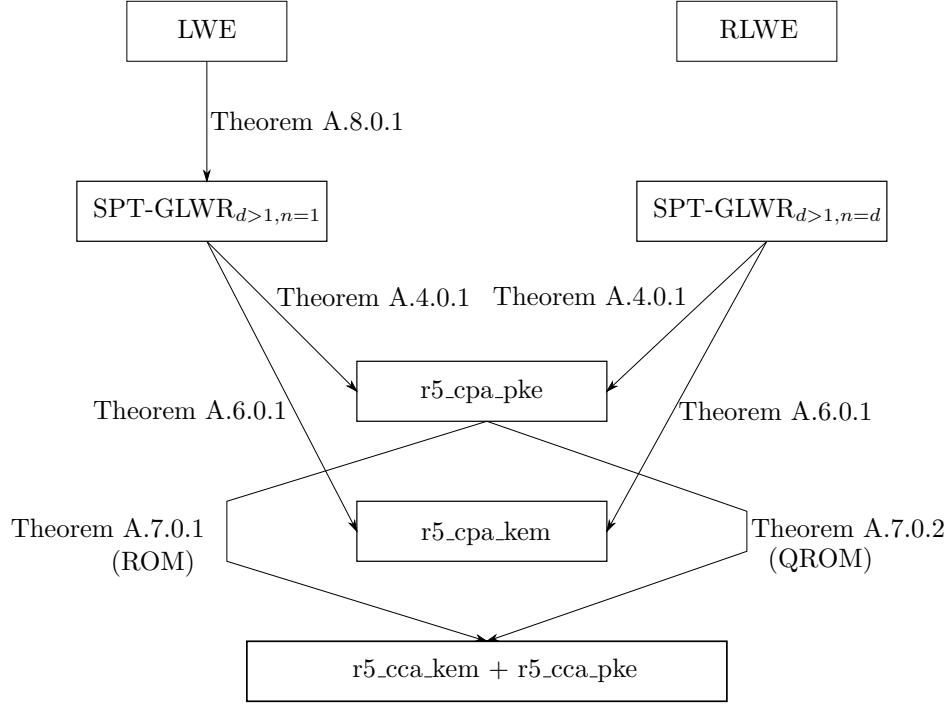 LWE
RLWE
Theorem A.8.0.1
SPT-GLWR_{d>1,n=1}
SPT-GLWR_{d>1,n=d}
Theorem A.4.0.1
Theorem A.4.0.1
r5_cpa_pke
Theorem A.6.0.1
Theorem A.6.0.1
Theorem A.7.0.1
(ROM)
r5_cpa_kem
Theorem A.7.0.2
(QROM)
r5_cca_kem + r5_cca_pke